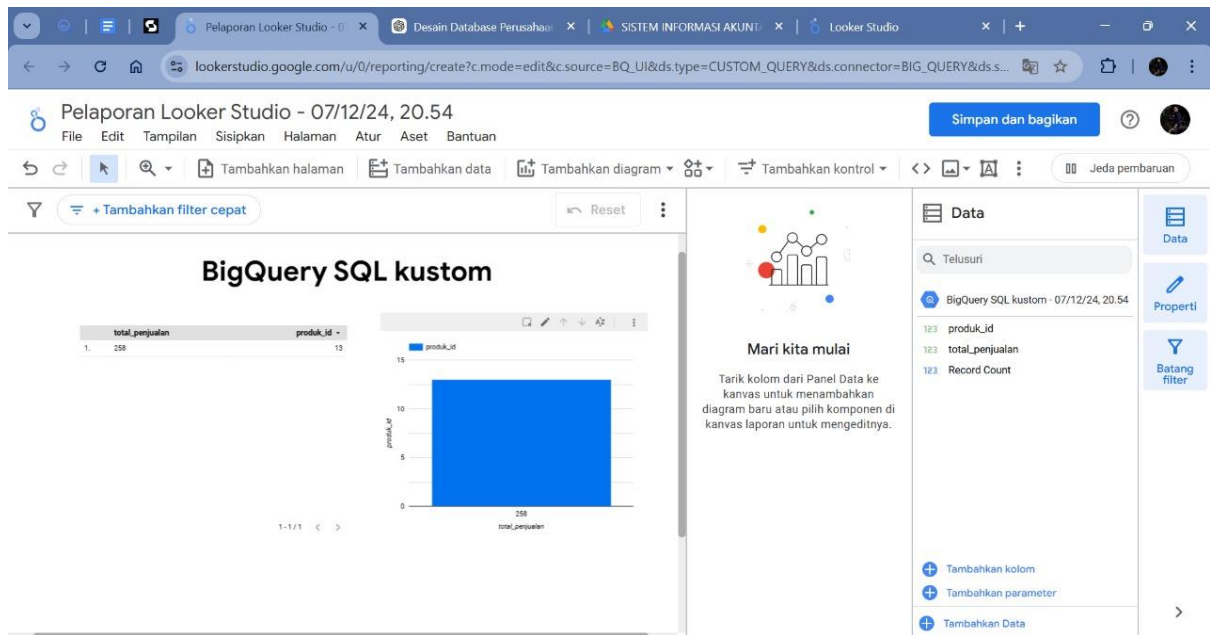 Pelaporan Looker Studio - 0
Desain Database Perusahaa
SISTEM INFORMASI AKUNT
Looker Studio
lookerstudio.google.com/u/0/reporting/create?c.mode=edit&c.source=BQ_UI&ds.type=CUSTOM_QUERY&ds.connector=BIG_QUERY&ds.s...
Pelaporan Looker Studio - 07/12/24, 20.54
File Edit Tampilan Sisipkan Halaman Atur Aset Bantuan
Simpan dan bagikan
Tambahkan halaman
Tambahkan data
Tambahkan diagram
Tambahkan kontrol
Jeda pembaruan
+ Tambahkan filter cepat
Reset
BigQuery SQL kustom
total_penjualan produk_id
1. 258 13
1-1/1
produk_id
15
10
5
0
produk_id
258
total_penjualan
Mari kita mulai
Tarik kolom dari Panel Data ke
kanvas untuk menambahkan
diagram baru atau pilih komponen di
kanvas laporan untuk mengeditnya.
Data
Telusuri
BigQuery SQL kustom - 07/12/24, 20.54
123 produk_id
123 total_penjualan
123 Record Count
Tambahkan kolom
Tambahkan parameter
Tambahkan Data
Data
Properti
Batang
filter